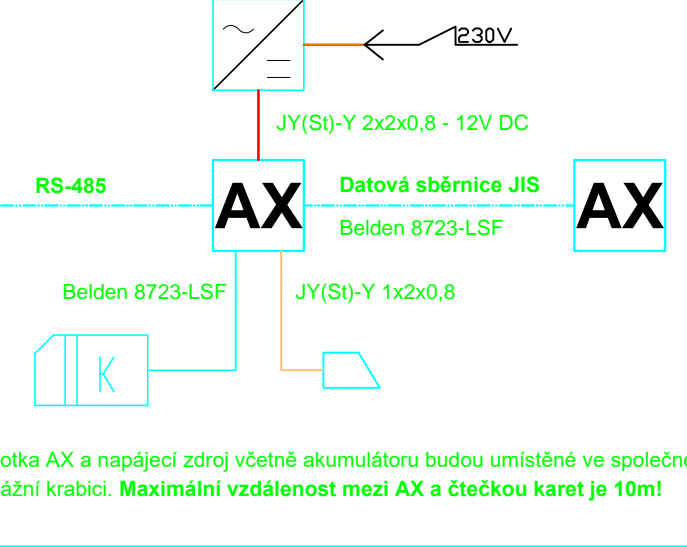 230V
JY(St)-Y 2x2x0,8 - 12V DC
RS-485
AX
Datová sběrnice JIS
AX
Belden 8723-LSF
Belden 8723-LSF
JY(St)-Y 1x2x0,8
K
otka AX a napájecí zdroj včetně akumulátoru budou umístěné ve společne
ážní krabici. Maximální vzdálenost mezi AX a čtečkou karet je 10m!